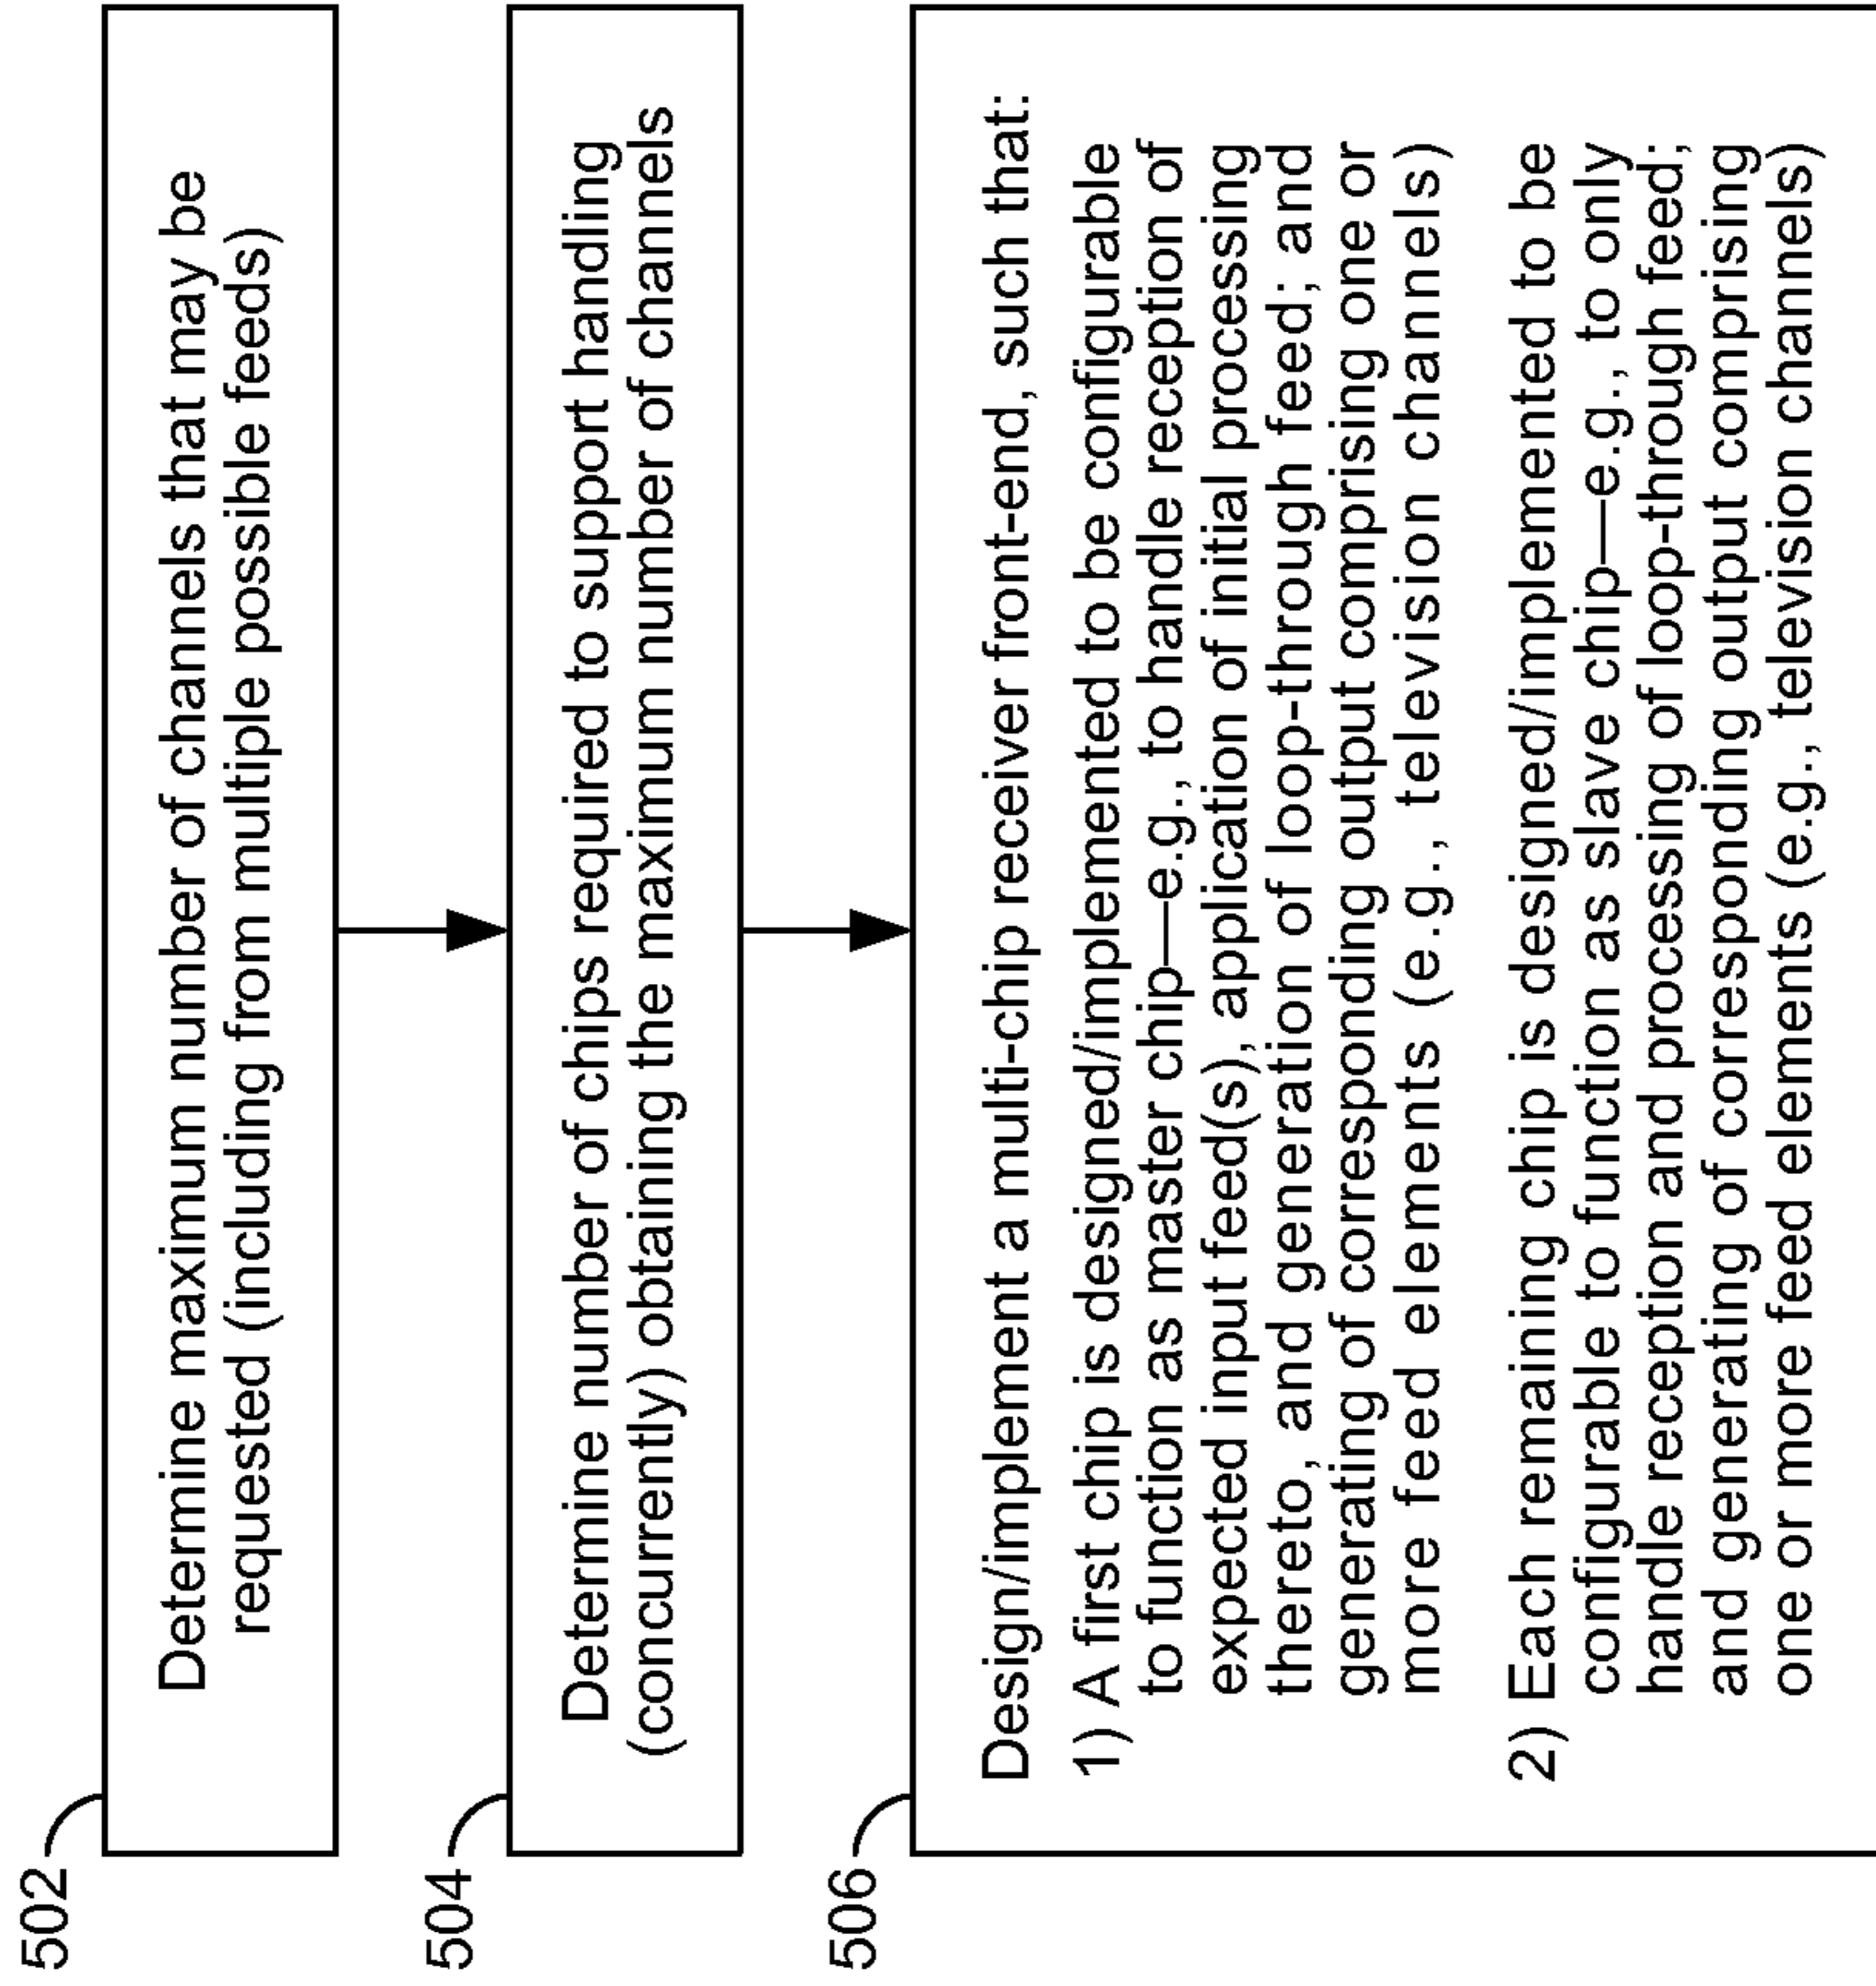 502
Determine maximum number of channels that may be
requested (including from multiple possible feeds)
504
Determine number of chips required to support handling
(concurrently) obtaining the maximum number of channels
506
Design/implement a multi-chip receiver front-end, such that:
1) A first chip is designed/implemented to be configurable
to function as master chip—e.g., to handle reception of
expected input feed(s), application of initial processing
thereto, and generation of loop-through feed; and
generating of corresponding output comprising one or
more feed elements (e.g., television channels)
2) Each remaining chip is designed/implemented to be
configurable to function as slave chip—e.g., to only
handle reception and processing of loop-through feed;
and generating of corresponding output comprising
one or more feed elements (e.g., television channels)